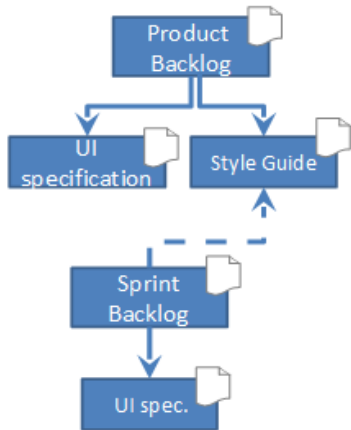 Product
Backlog
UI
specification
Style Guide
Sprint
Backlog
UI spec.